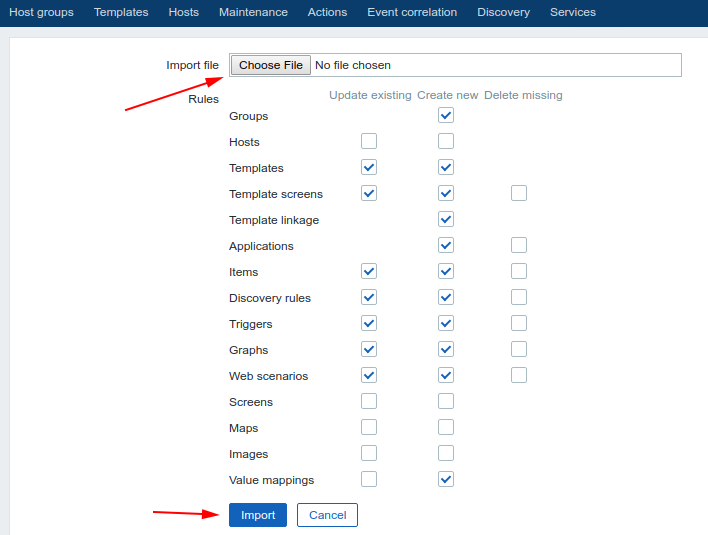 Host groups Templates Hosts Maintenance Actions Event correlation Discovery Services
Import file Choose File No file chosen
Rules Update existing Create new Delete missing
Groups
Hosts
Templates
Template screens
Template linkage
Applications
Items
Discovery rules
Triggers
Graphs
Web scenarios
Screens
Maps
Images
Value mappings
Import Cancel